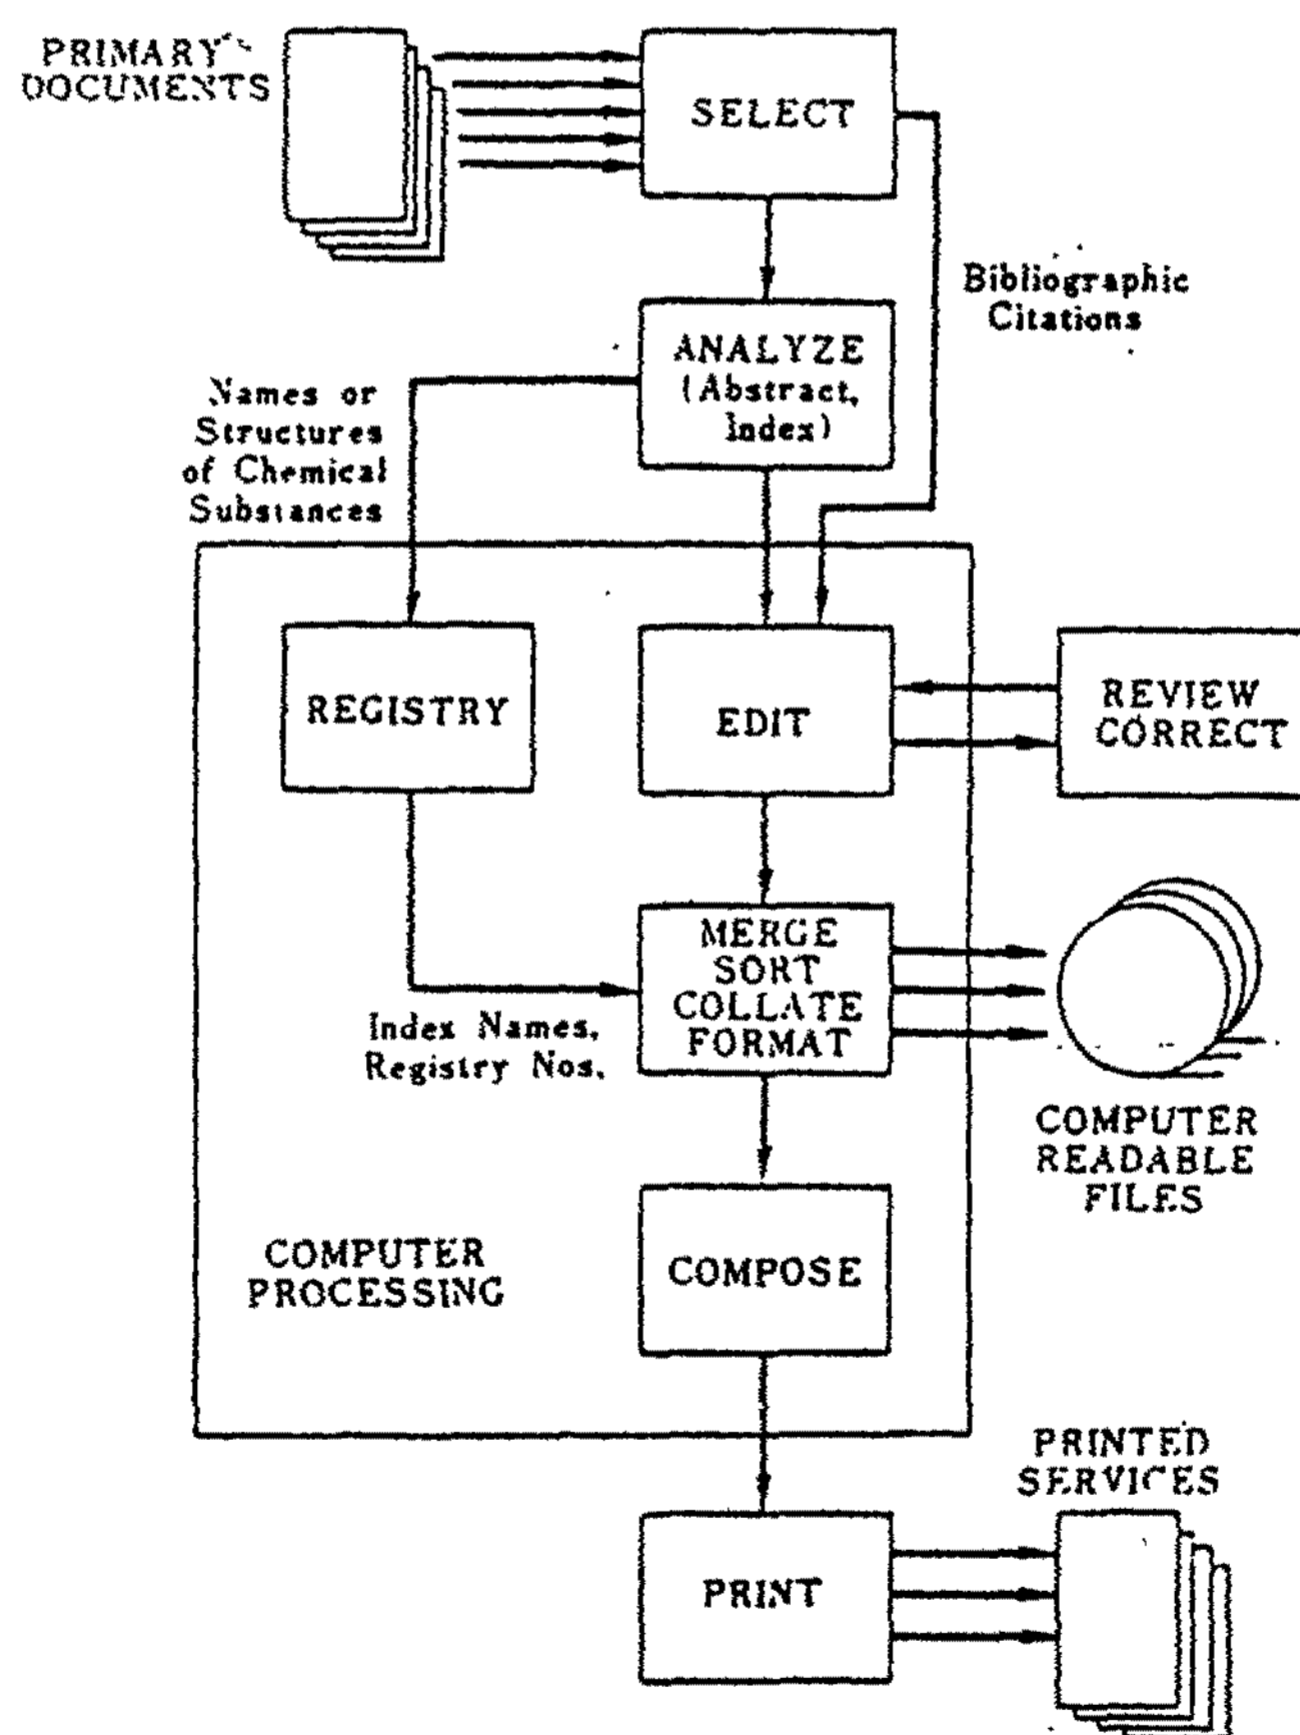 PRIMARY
DOCUMENTS
SELECT
Bibliographic
Citations
ANALYZE
(Abstract,
Index)
Names or
Structures
of Chemical
Substances
REGISTRY
EDIT
REVIEW
CORRECT
MERGE
SORT
COLLATE
FORMAT
Index Names,
Registry Nos.
COMPUTER
READABLE
FILES
COMPUTER
PROCESSING
COMPOSE
PRINTED
SERVICES
PRINT